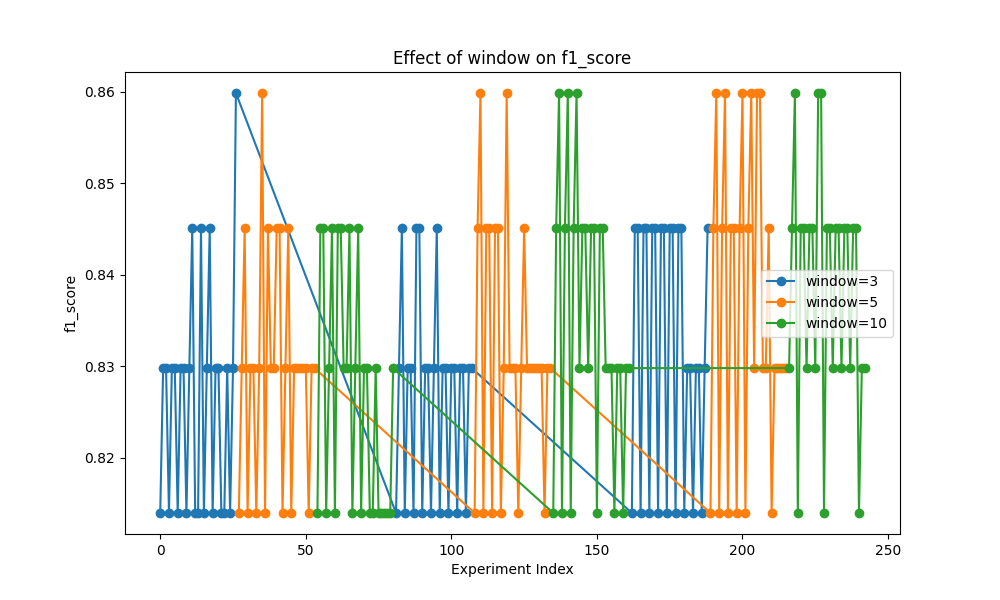 Effect of window on f1_score
0.86
0.85
0.84
0.83
0.82
f1_score
window=3
window=5
window=10
0 50 100 150 200 250
Experiment Index